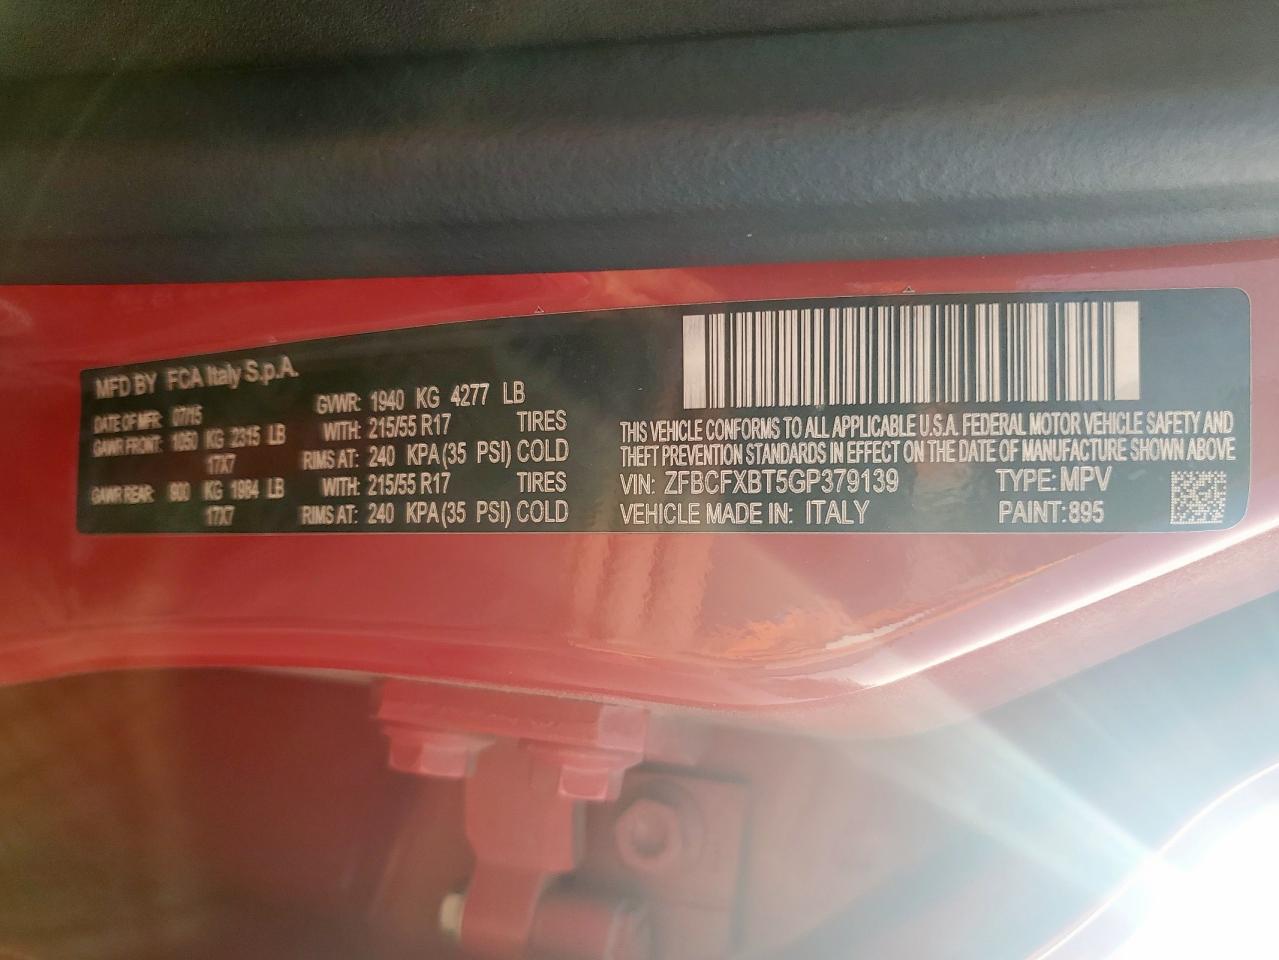 MFD BY FCA Italy S.p.A.
DATE OF MFR: 07/15 GVWR: 1940 KG 4277 LB
GAWR FRONT: 1050 KG 2315 LB WITH: 215/55 R17 TIRES
17X7 RIMS AT: 240 KPA (35 PSI) COLD
GAWR REAR: 900 KG 1984 LB WITH: 215/55 R17 TIRES
17X7 RIMS AT: 240 KPA (35 PSI) COLD
THIS VEHICLE CONFORMS TO ALL APPLICABLE U.S.A. FEDERAL MOTOR VEHICLE SAFETY AND
THEFT PREVENTION STANDARDS IN EFFECT ON THE DATE OF MANUFACTURE SHOWN ABOVE
VIN: ZFBCFXBT5GP379139 TYPE: MPV
VEHICLE MADE IN: ITALY PAINT: 895